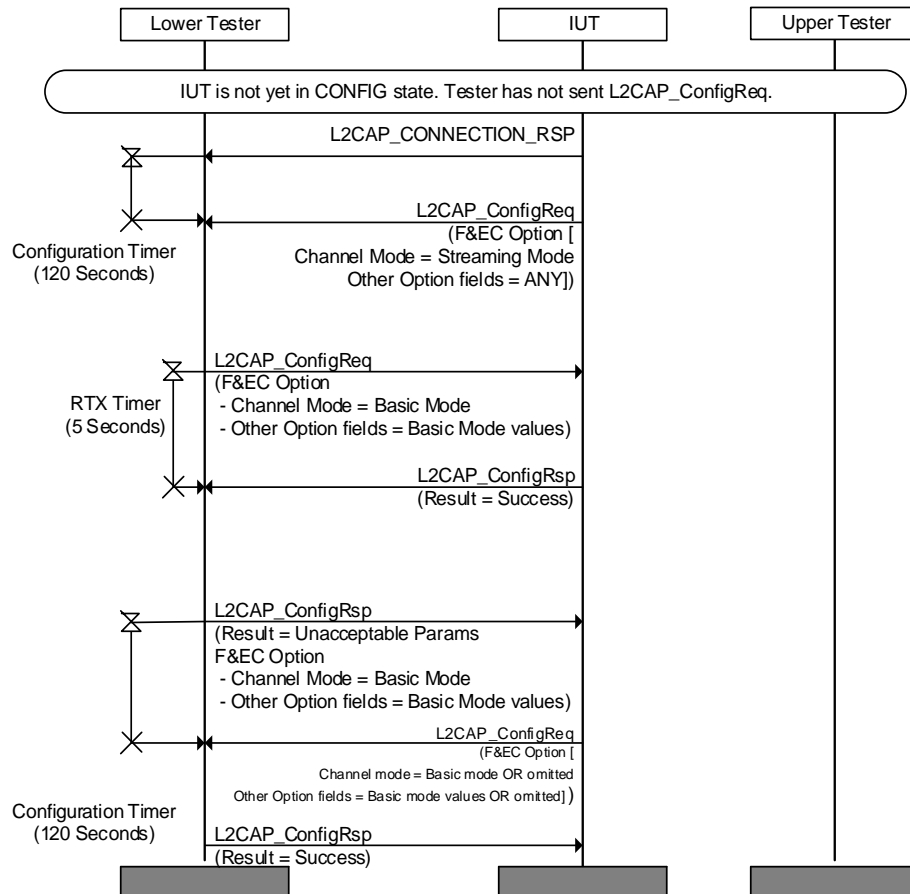 Lower Tester
IUT
Upper Tester
IUT is not yet in CONFIG state. Tester has not sent L2CAP_ConfigReq.
L2CAP_CONNECTION_RSP
L2CAP_ConfigReq
(F&EC Option [
Channel Mode = Streaming Mode
Other Option fields = ANY])
Configuration Timer
(120 Seconds)
L2CAP_ConfigReq
(F&EC Option
- Channel Mode = Basic Mode
- Other Option fields = Basic Mode values)
RTX Timer
(5 Seconds)
L2CAP_ConfigRsp
(Result = Success)
L2CAP_ConfigRsp
(Result = Unacceptable Params
F&EC Option
- Channel Mode = Basic Mode
- Other Option fields = Basic Mode values)
L2CAP_ConfigReq
(F&EC Option [
Channel mode = Basic mode OR omitted
Other Option fields = Basic mode values OR omitted])
Configuration Timer
(120 Seconds)
L2CAP_ConfigRsp
(Result = Success)